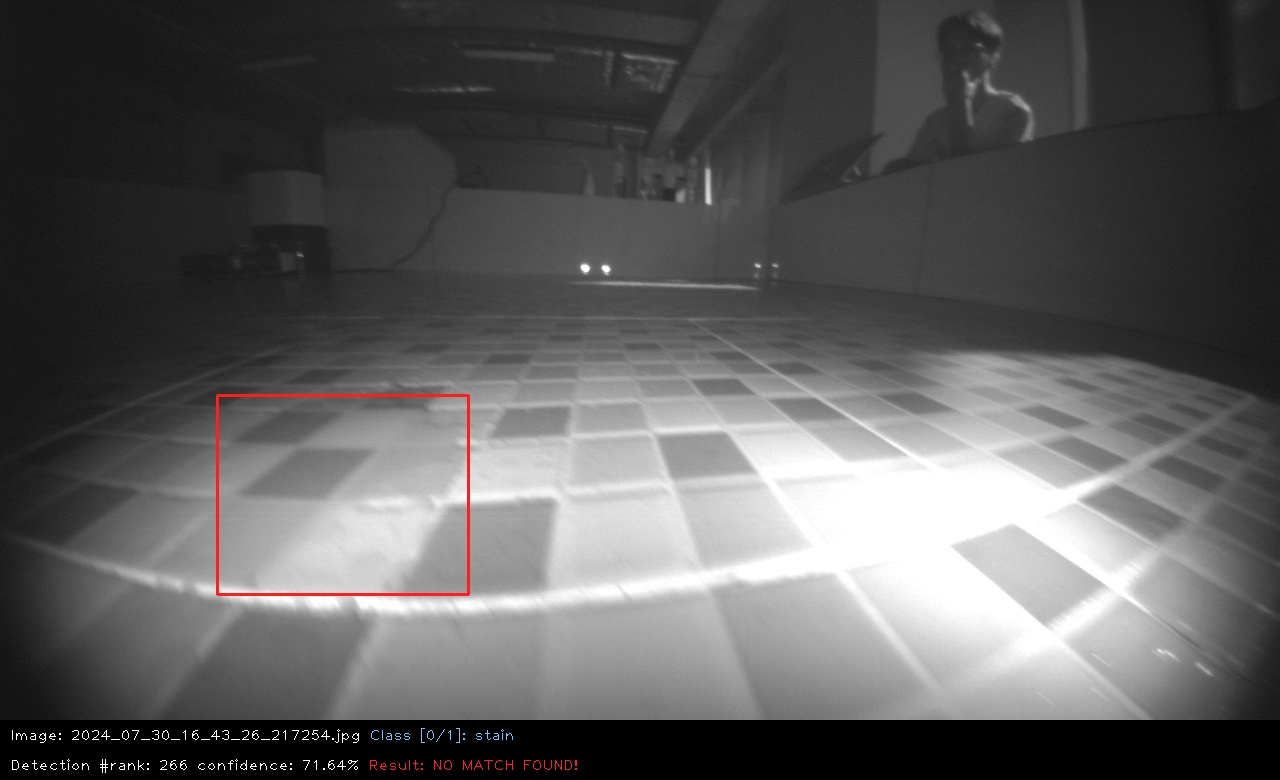 Image: 2024_07_30_16_43_26_217254.jpg Class [0/1]: stain
Detection #rank: 266 confidence: 71.64% Result: NO MATCH FOUND!